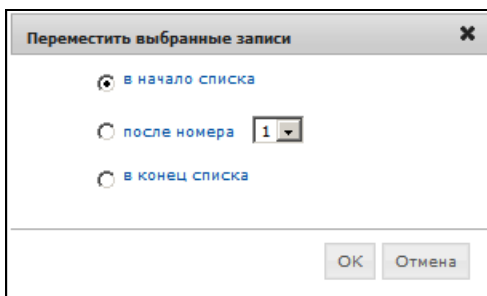 Переместить выбранные записи
в начало списка
после номера 1
в конец списка
OK Отмена